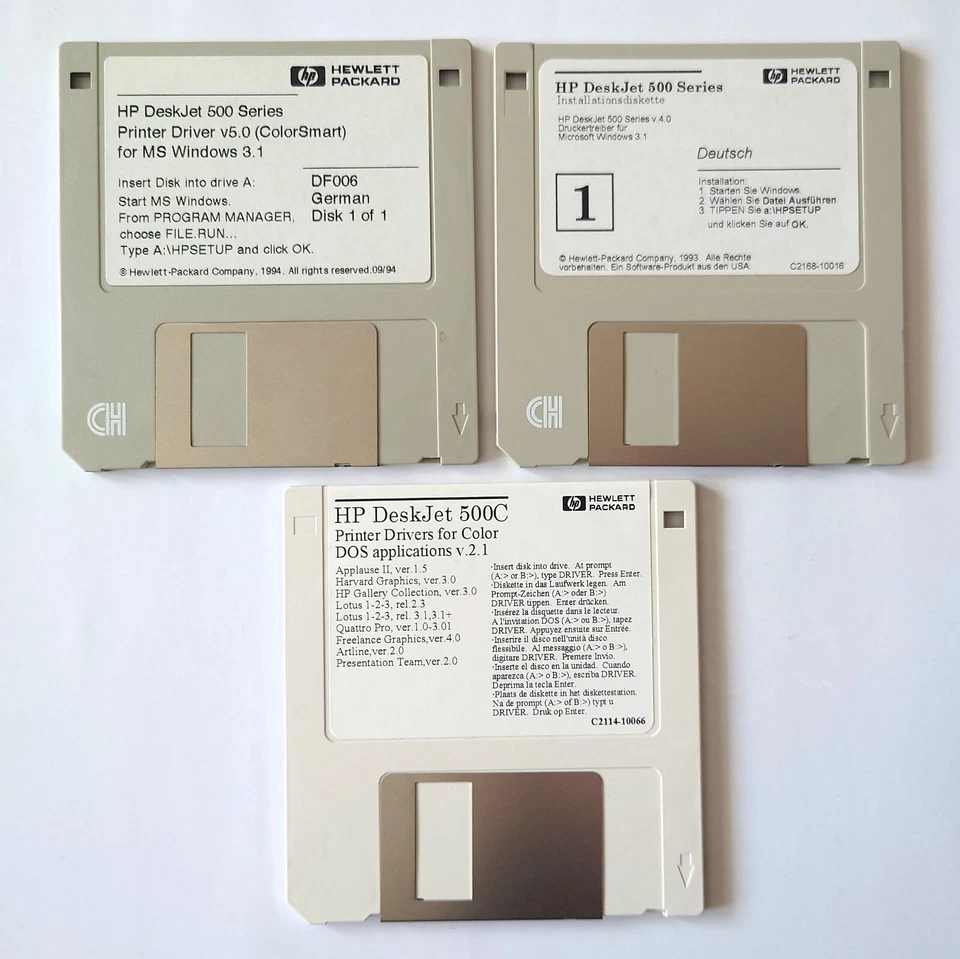 hp HEWLETT
PACKARD
HP DeskJet 500 Series
Printer Driver v5.0 (ColorSmart)
for MS Windows 3.1
Insert Disk into drive A:
Start MS Windows.
From PROGRAM MANAGER,
choose FILE.RUN...
Type A:\HPSETUP and click OK.
DF006
German
Disk 1 of 1
© Hewlett-Packard Company, 1994. All rights reserved.09/94
CH
hp HEWLETT
PACKARD
HP DeskJet 500 Series
Installationsdiskette
HP DeskJet 500 Series v.4.0
Druckertreiber für
Microsoft Windows 3.1
Deutsch
1
Installation:
1. Starten Sie Windows.
2. Wählen Sie Datei Ausführen
3. TIPPEN Sie a:\HPSETUP
und klicken Sie auf OK.
© Hewlett-Packard Company, 1993. Alle Rechte
vorbehalten. Ein Software-Produkt aus den USA.
C2168-10016
CH
hp HEWLETT
PACKARD
HP DeskJet 500C
Printer Drivers for Color
DOS applications v.2.1
Applause II, ver.1.5
Harvard Graphics, ver.3.0
HP Gallery Collection, ver.3.0
Lotus 1-2-3, rel.2.3
Lotus 1-2-3, rel. 3.1,3.1+
Quattro Pro, ver.1.0-3.01
Freelance Graphics,ver.4.0
Artline,ver.2.0
Presentation Team,ver.2.0
·Insert disk into drive. At prompt
(A:> or B:>), type DRIVER. Press Enter.
·Diskette in das Laufwerk legen. Am
Prompt-Zeichen (A:> oder B:>)
DRIVER tippen. Enter drücken.
·Insérez la disquette dans le lecteur.
A l'invitation DOS (A:> ou B:>), tapez
DRIVER. Appuyez ensuite sur Entrée.
·Inserire il disco nell'unità disco
flessibile. Al messaggio (A:> o B:>),
digitare DRIVER. Premere Invio.
·Inserte el disco en la unidad. Cuando
aparezca (A:> o B:>), escriba DRIVER.
Deprima la tecla Enter.
·Plaats de diskette in het diskettestation.
Na de prompt (A:> of B:>) typt u
DRIVER. Druk op Enter.
C2114-10066